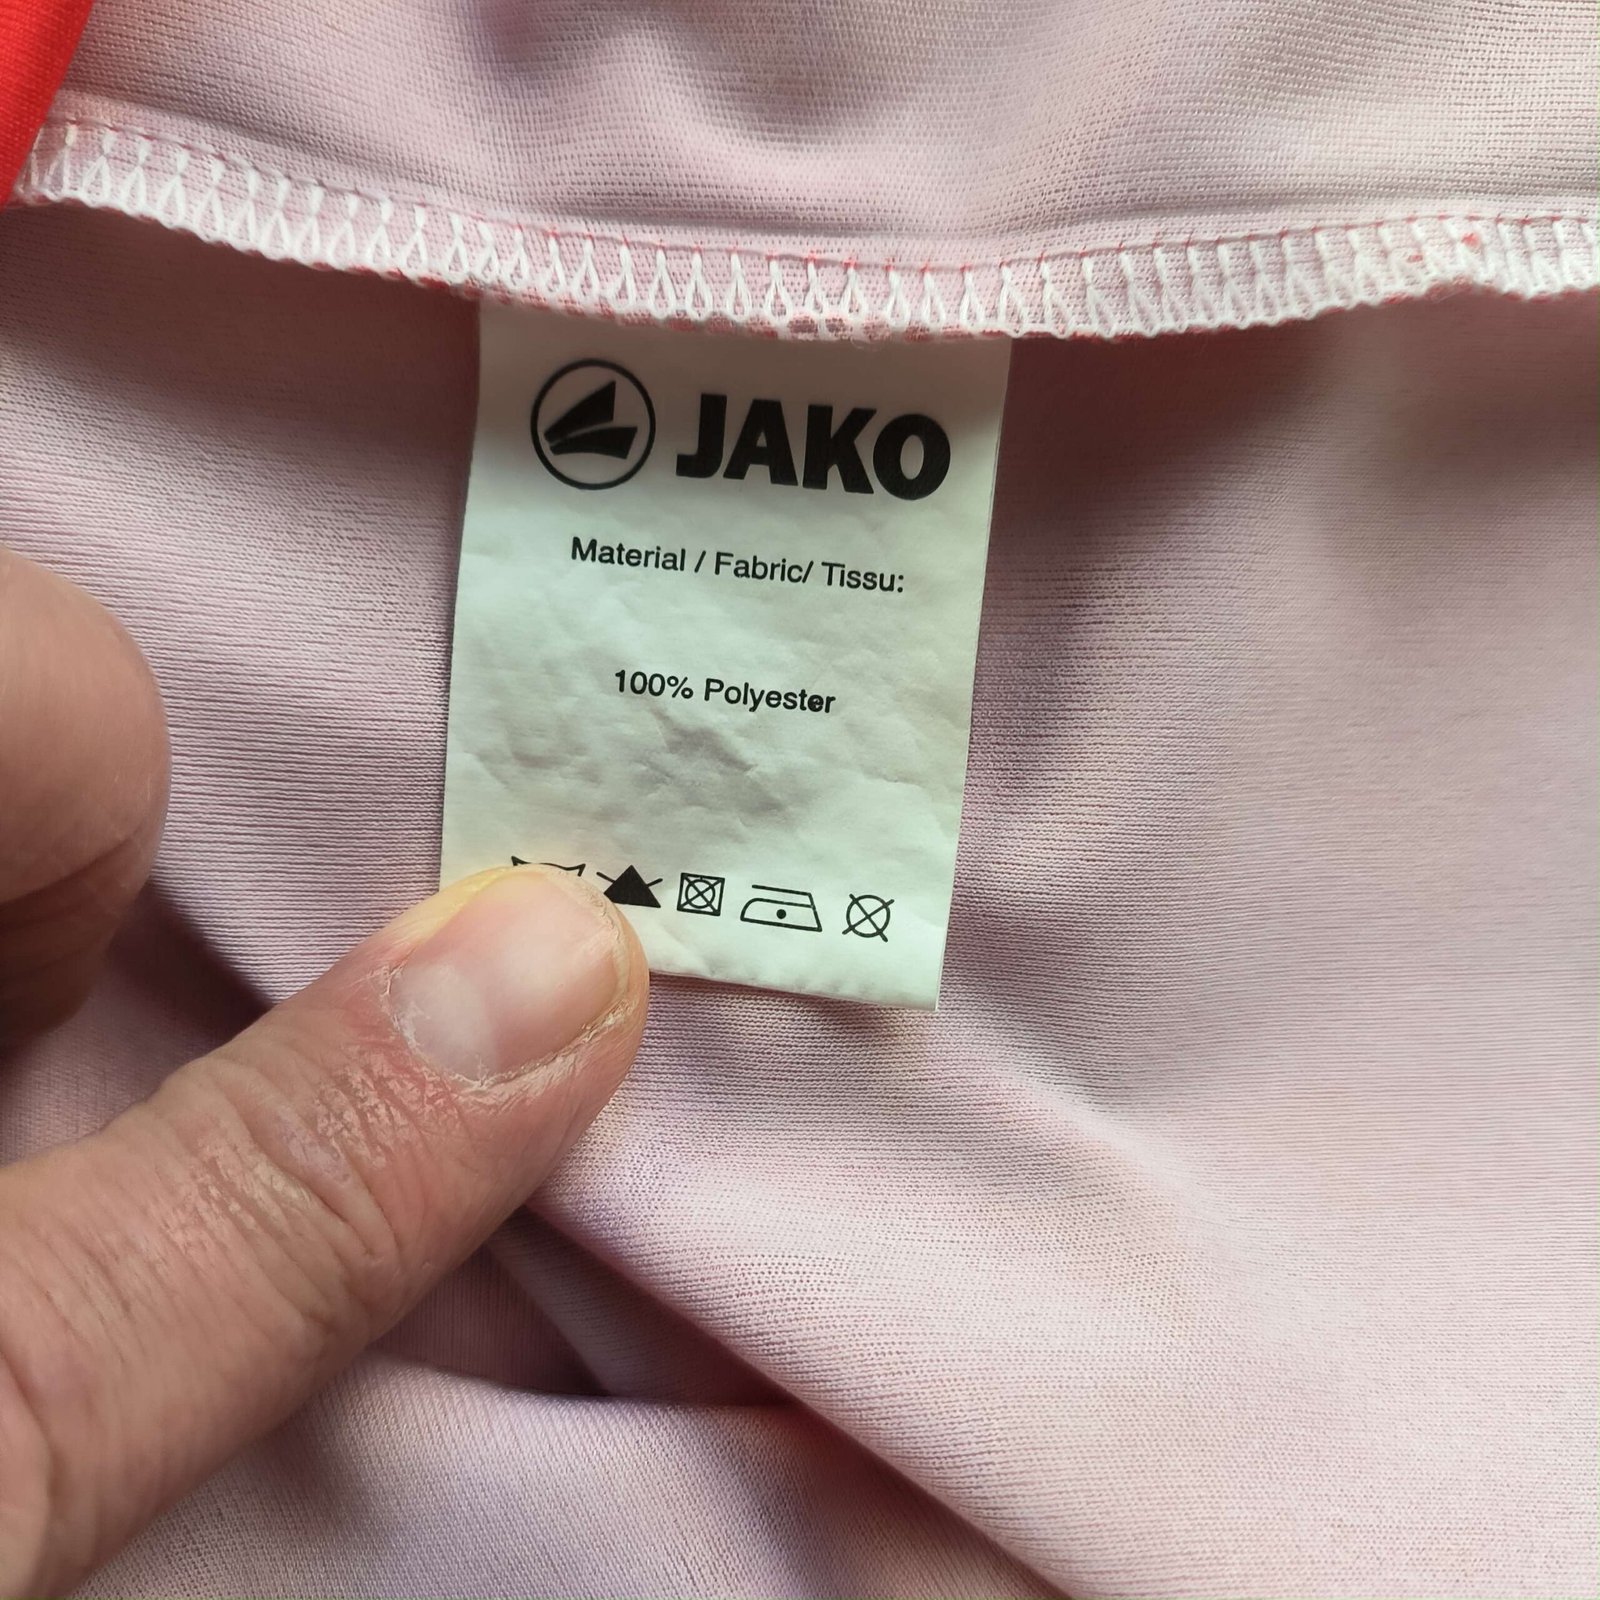 JAKO
Material / Fabric/ Tissu:
100% Polyester